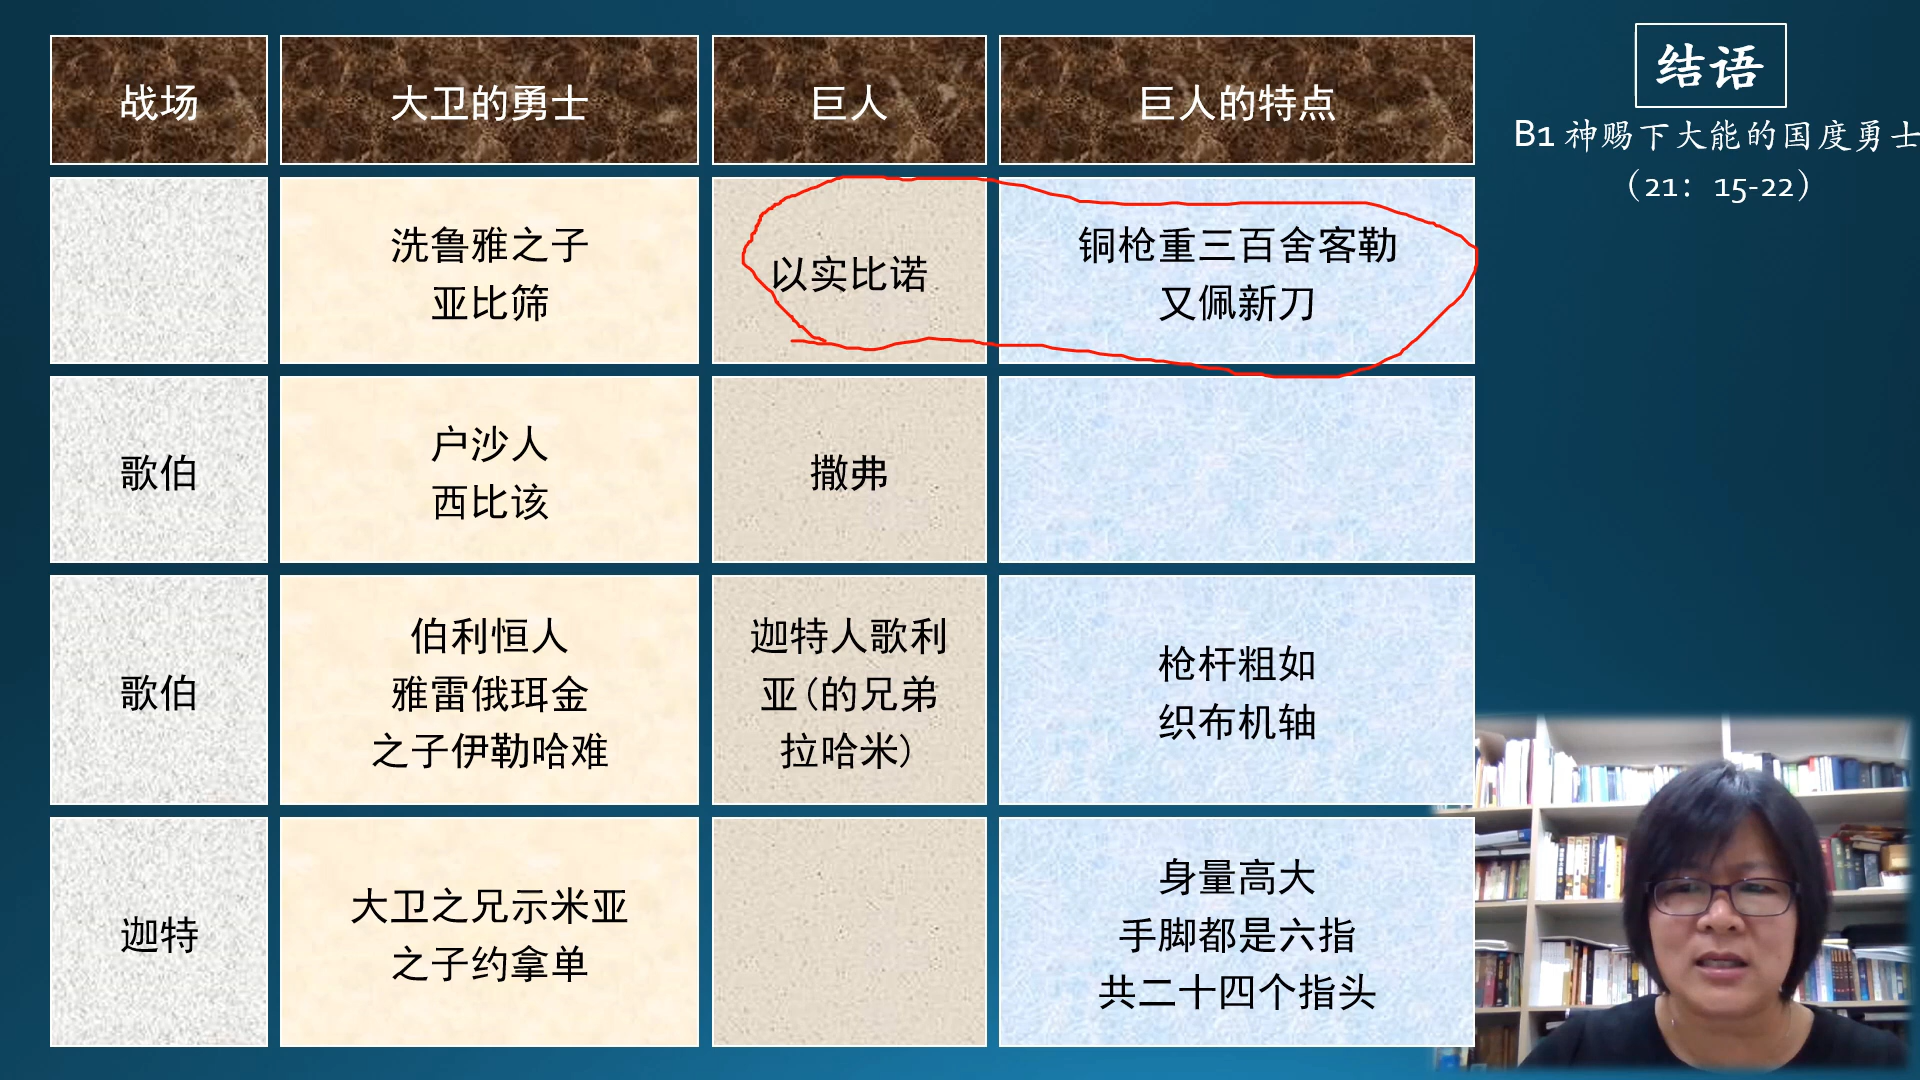 战场
大卫的勇士
巨人
巨人的特点
洗鲁雅之子
亚比筛
以实比诺
铜枪重三百舍客勒
又佩新刀
歌伯
户沙人
西比该
撒弗
歌伯
伯利恒人
雅雷俄珥金
之子伊勒哈难
迦特人歌利
亚(的兄弟
拉哈米)
枪杆粗如
织布机轴
迦特
大卫之兄示米亚
之子约拿单
身量高大
手脚都是六指
共二十四个指头
结语
B1 神赐下大能的国度勇士
（21：15-22）